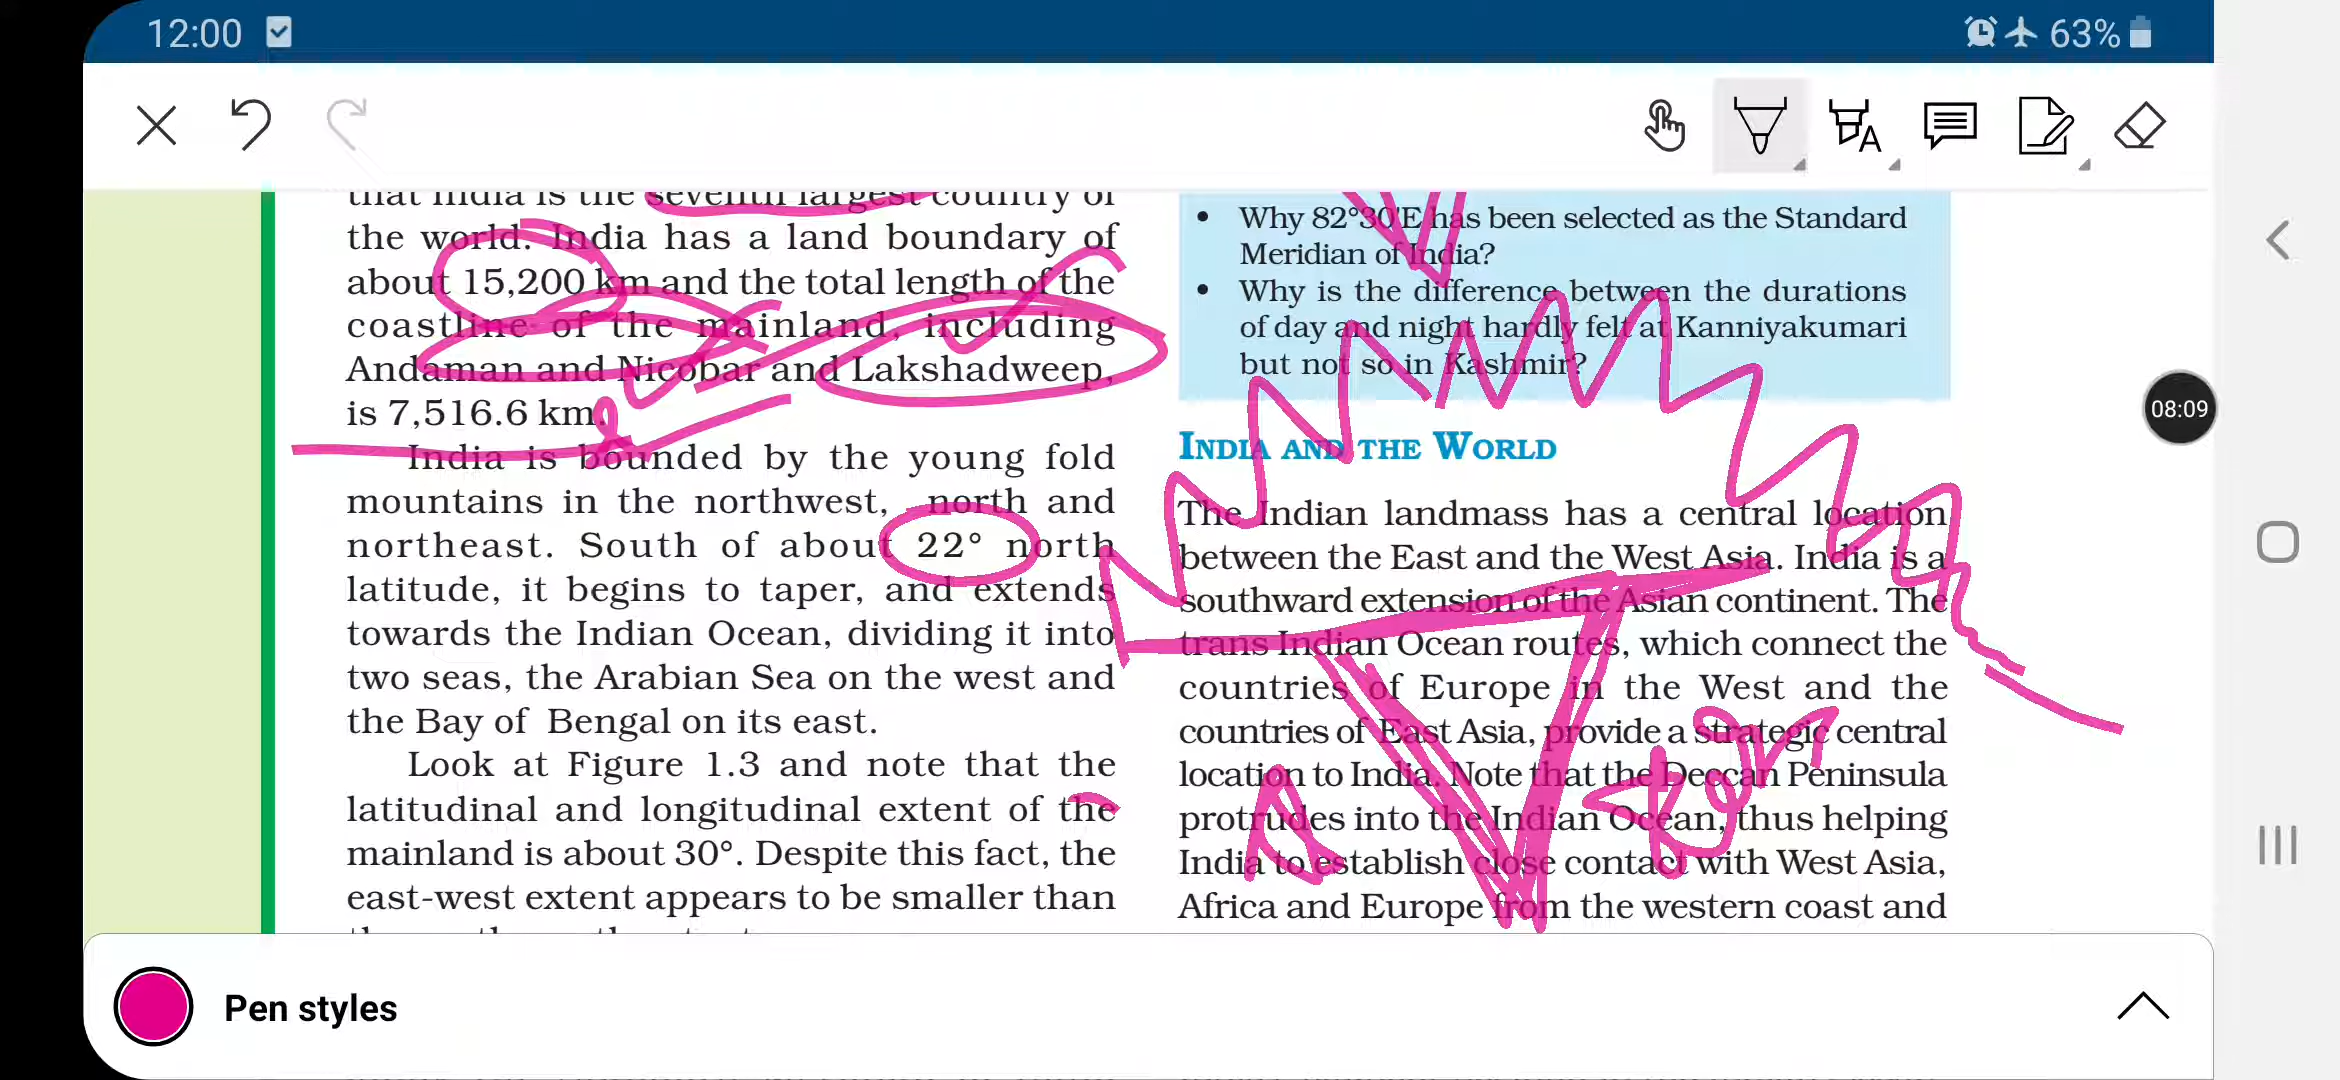 12:00
63%
that India is the seventh largest country of
the world. India has a land boundary of
about 15,200 km and the total length of the
coastline of the mainland, including
Andaman and Nicobar and Lakshadweep,
is 7,516.6 km.
India is bounded by the young fold
mountains in the northwest, north and
northeast. South of about 22° north
latitude, it begins to taper, and extends
towards the Indian Ocean, dividing it into
two seas, the Arabian Sea on the west and
the Bay of Bengal on its east.
Look at Figure 1.3 and note that the
latitudinal and longitudinal extent of the
mainland is about 30°. Despite this fact, the
east-west extent appears to be smaller than
• Why 82°30'E has been selected as the Standard
Meridian of India?
• Why is the difference between the durations
of day and night hardly felt at Kanniyakumari
but not so in Kashmir?
INDIA AND THE WORLD
The Indian landmass has a central location
between the East and the West Asia. India is a
southward extension of the Asian continent. The
trans Indian Ocean routes, which connect the
countries of Europe in the West and the
countries of East Asia, provide a strategic central
location to India. Note that the Deccan Peninsula
protrudes into the Indian Ocean, thus helping
India to establish close contact with West Asia,
Africa and Europe from the western coast and
08:09
Pen styles